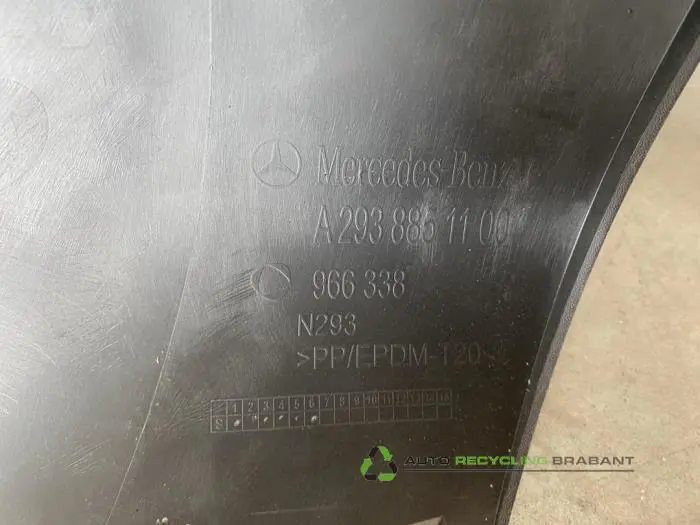 Mercedes-Benz
A 293 885 11 00
966 338
N293
>PP/EPDM-T20<
1 2 3 4 5 6 7 8 9 10 11 12 13 14 15
S
AUTO RECYCLING BRABANT